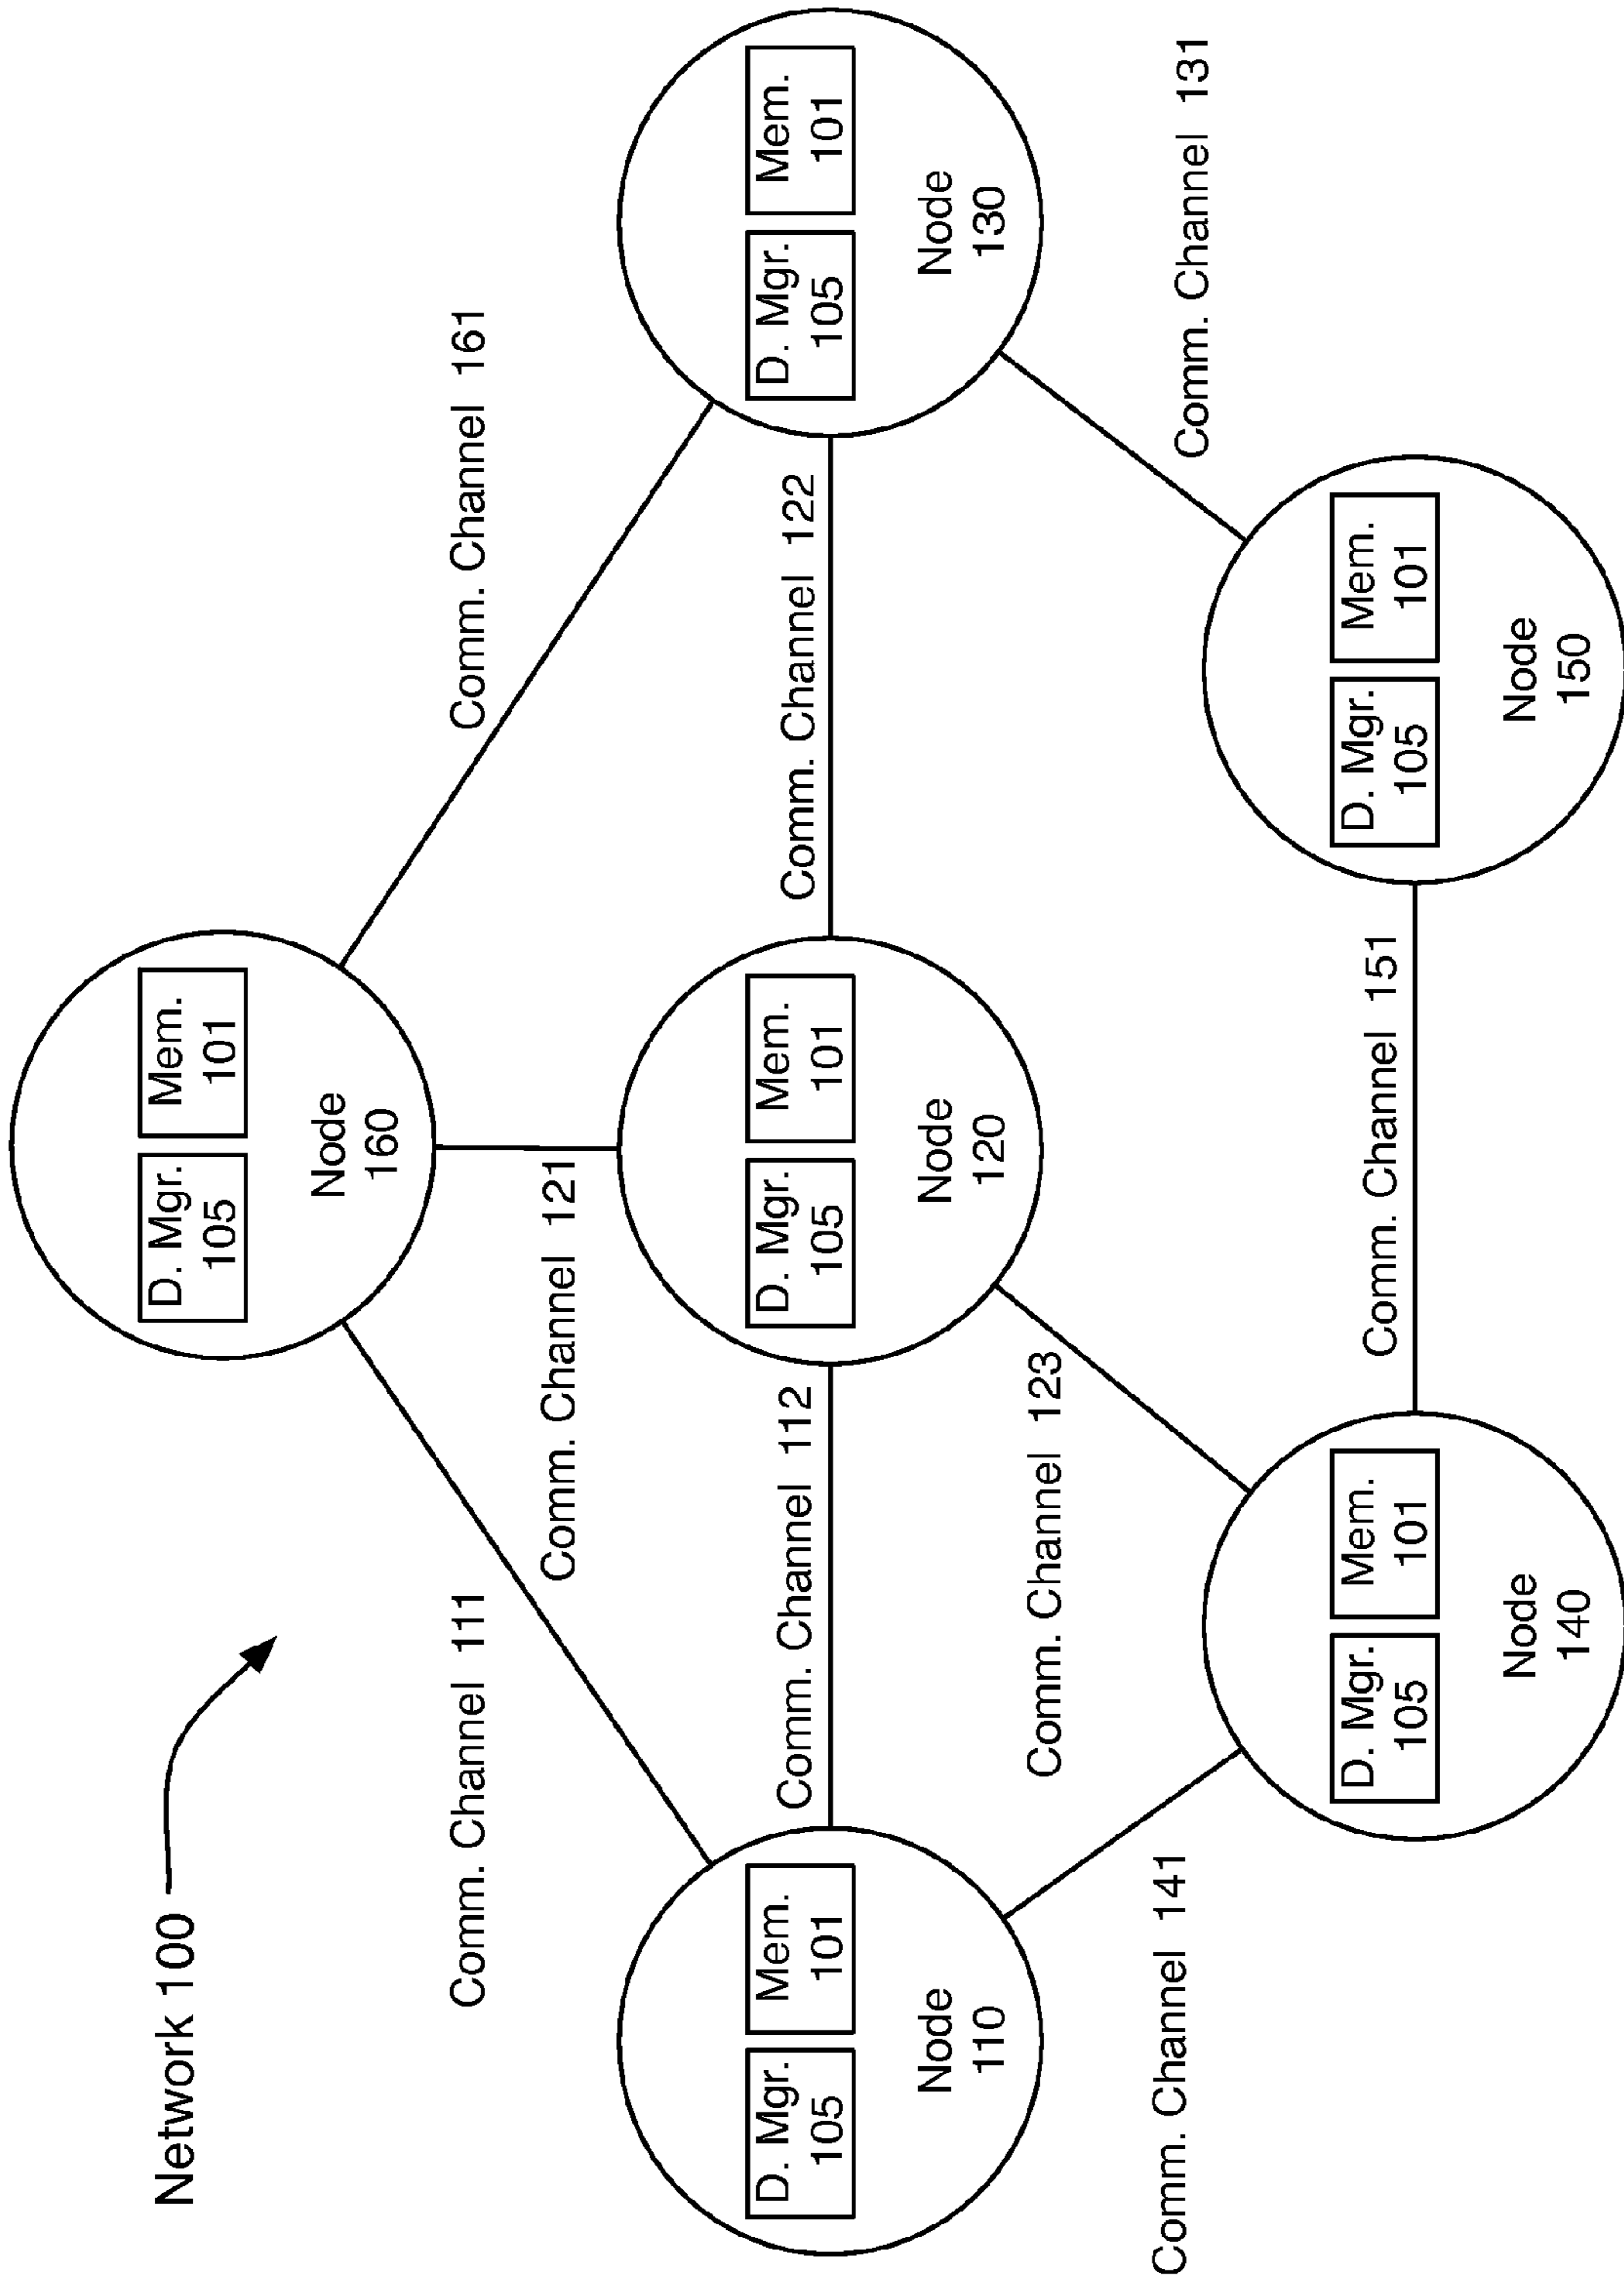 Network 100
D. Mgr.
105
Mem.
101
Node
160
Comm. Channel 111
Comm. Channel 161
Comm. Channel 121
D. Mgr.
105
Mem.
101
Node
110
Comm. Channel 112
D. Mgr.
105
Mem.
101
Node
120
Comm. Channel 122
D. Mgr.
105
Mem.
101
Node
130
Comm. Channel 123
Comm. Channel 141
Comm. Channel 131
D. Mgr.
105
Mem.
101
Node
140
Comm. Channel 151
D. Mgr.
105
Mem.
101
Node
150